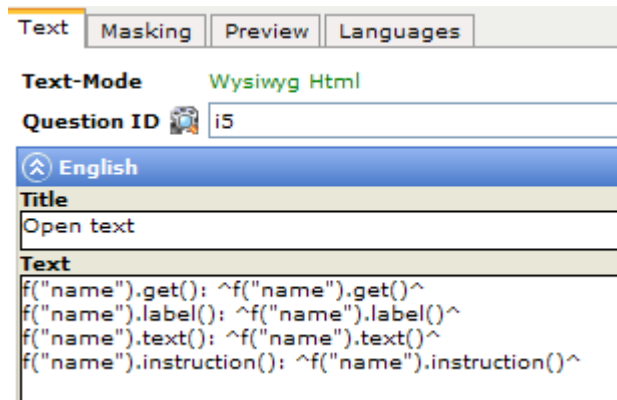 Text Masking Preview Languages
Text-Mode Wysiwyg Html
Question ID i5
English
Title
Open text
Text
f("name").get(): ^f("name").get()^
f("name").label(): ^f("name").label()^
f("name").text(): ^f("name").text()^
f("name").instruction(): ^f("name").instruction()^